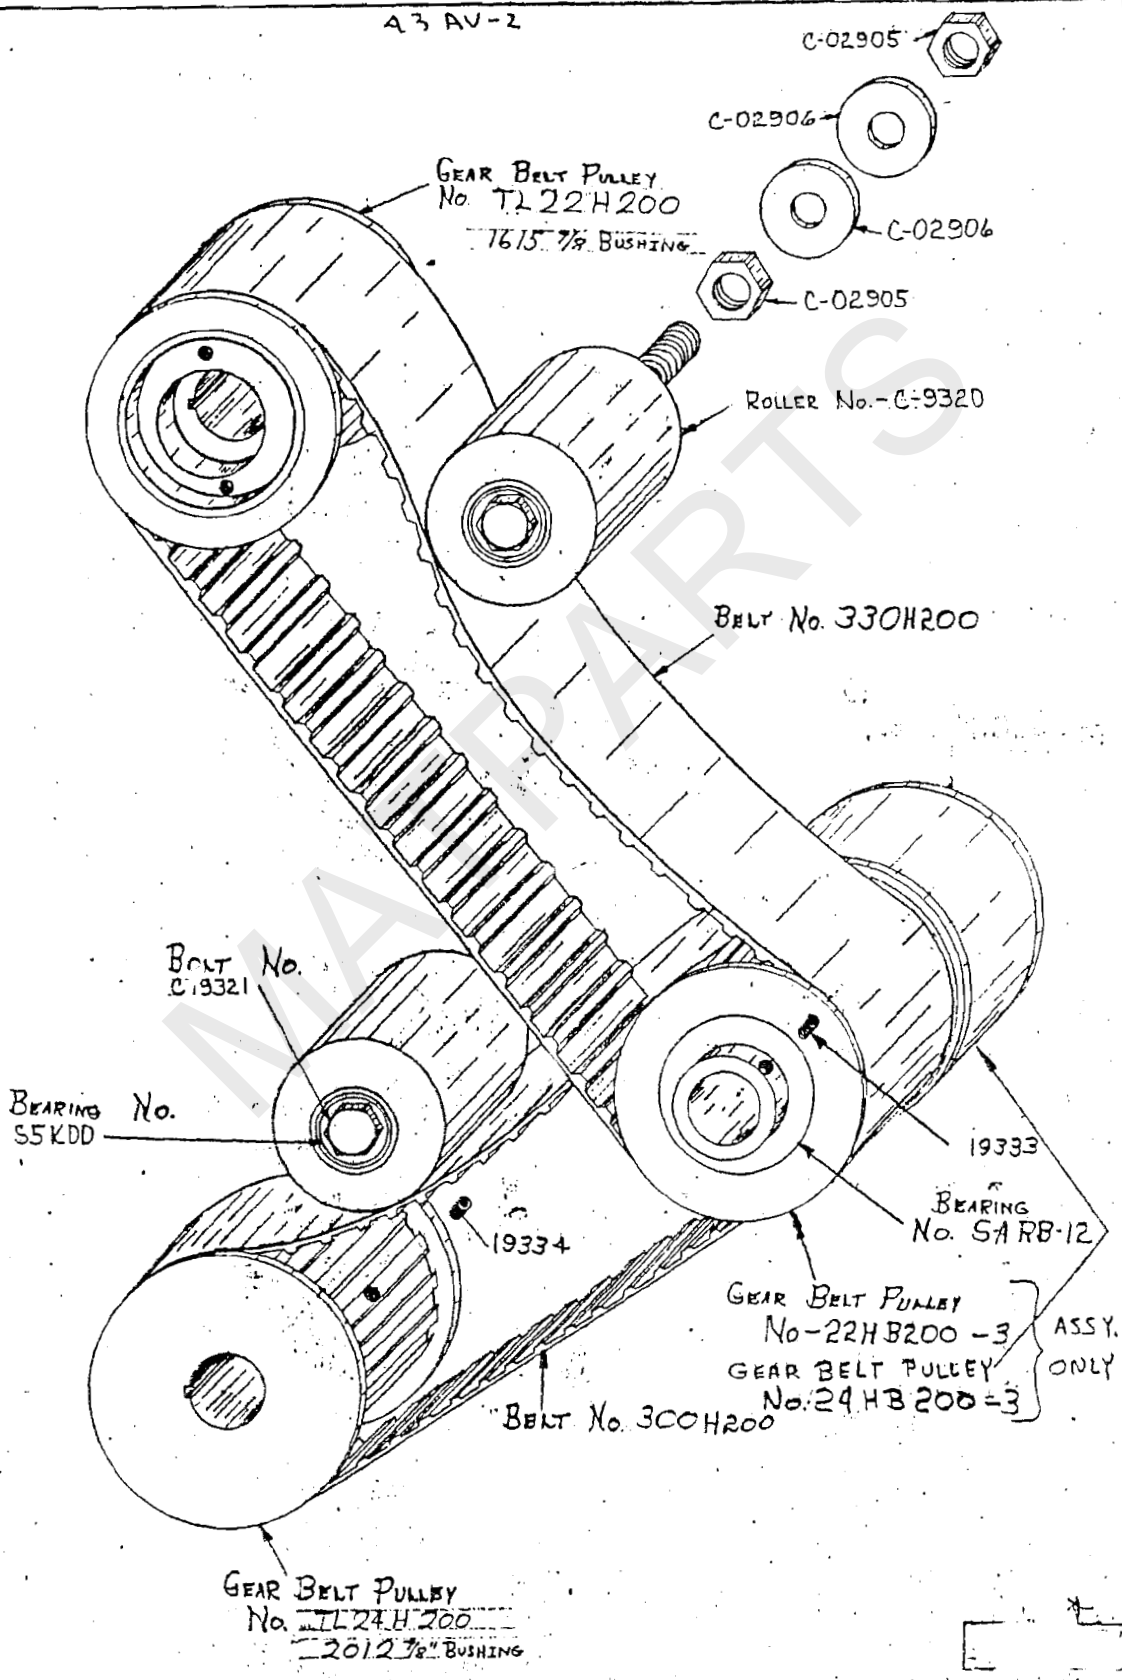 A3 AV-2
C-02905
C-02906
C-02906
C-02905
GEAR BELT PULLEY
No. TL22H200
1615 7/8 BUSHING
ROLLER No.-C-9320
BELT No. 330H200
BOLT No.
C19321
BEARING No.
S5KDD
19333
BEARING
No. SARB-12
19334
GEAR BELT PULLEY
No-22HB200-3
GEAR BELT PULLEY
No. 24HB200-3
ASSY.
ONLY
BELT No. 300H200
GEAR BELT PULLEY
No. TL24H200
2012 7/8" BUSHING
MATPARTS